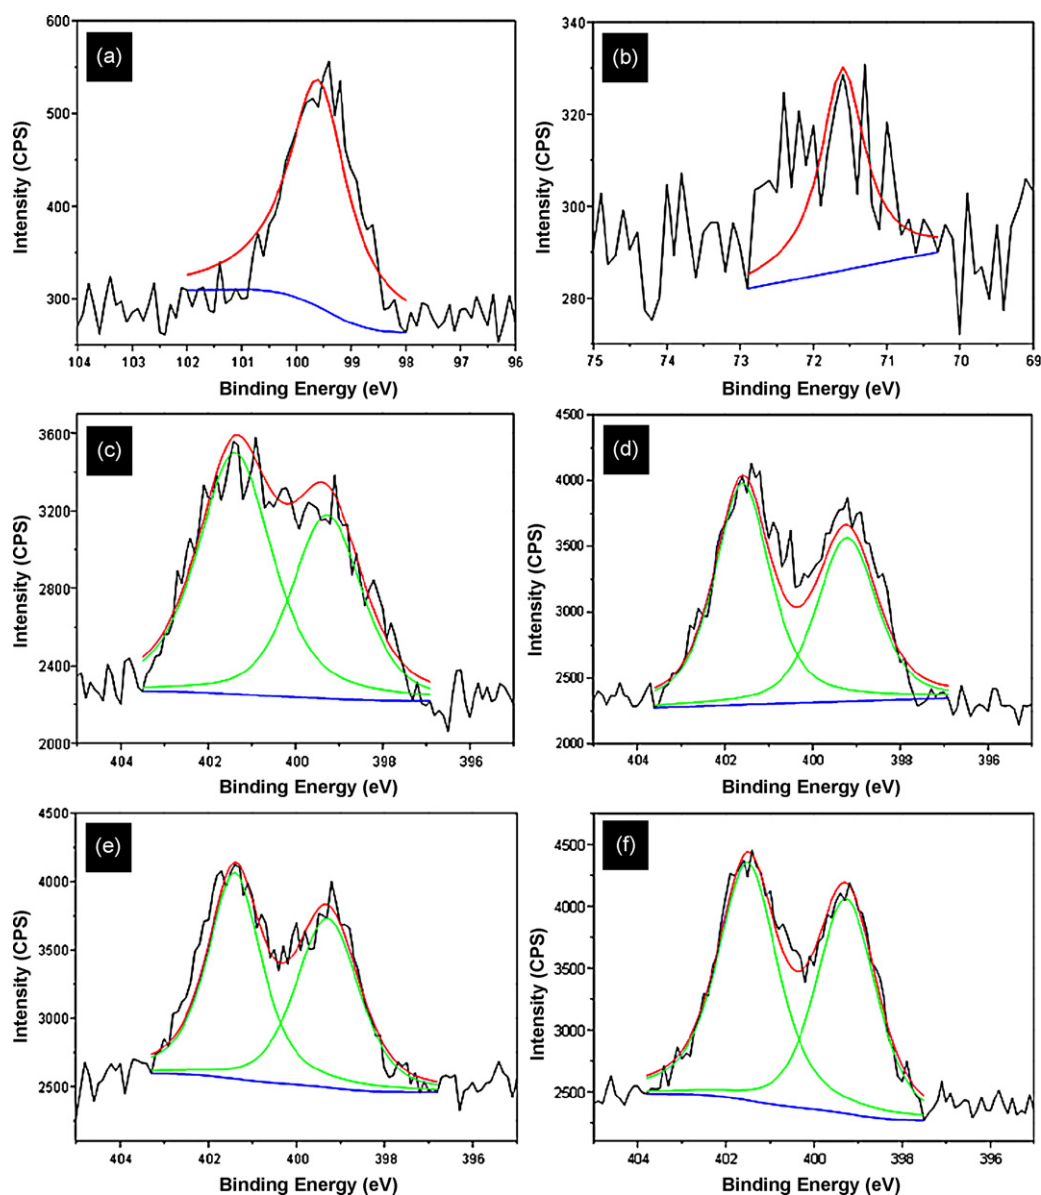 (a)
600
500
400
300
Intensity (CPS)
104 103 102 101 100 99 98 97 96
Binding Energy (eV)
(b)
340
320
300
280
Intensity (CPS)
75 74 73 72 71 70 69
Binding Energy (eV)
(c)
3600
3200
2800
2400
2000
Intensity (CPS)
404 402 400 398 396
Binding Energy (eV)
(d)
4500
4000
3500
3000
2500
2000
Intensity (CPS)
404 402 400 398 396
Binding Energy (eV)
(e)
4500
4000
3500
3000
2500
Intensity (CPS)
404 402 400 398 396
Binding Energy (eV)
(f)
4500
4000
3500
3000
2500
Intensity (CPS)
404 402 400 398 396
Binding Energy (eV)